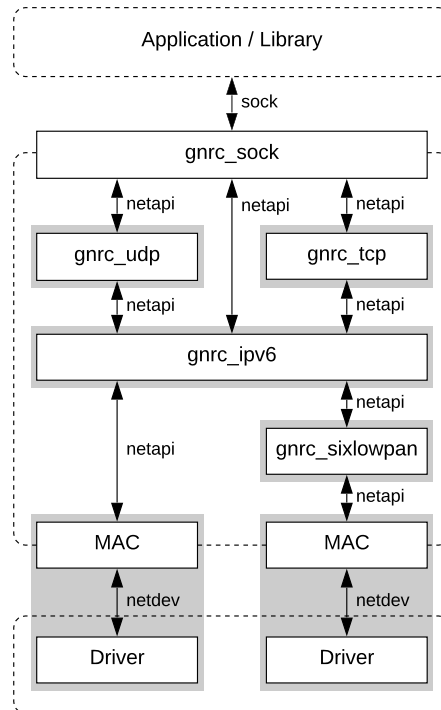 Application / Library
sock
gnrc_sock
netapi netapi netapi
gnrc_udp gnrc_tcp
netapi netapi
gnrc_ipv6
netapi
netapi
gnrc_sixlowpan
netapi
MAC MAC
netdev netdev
Driver Driver